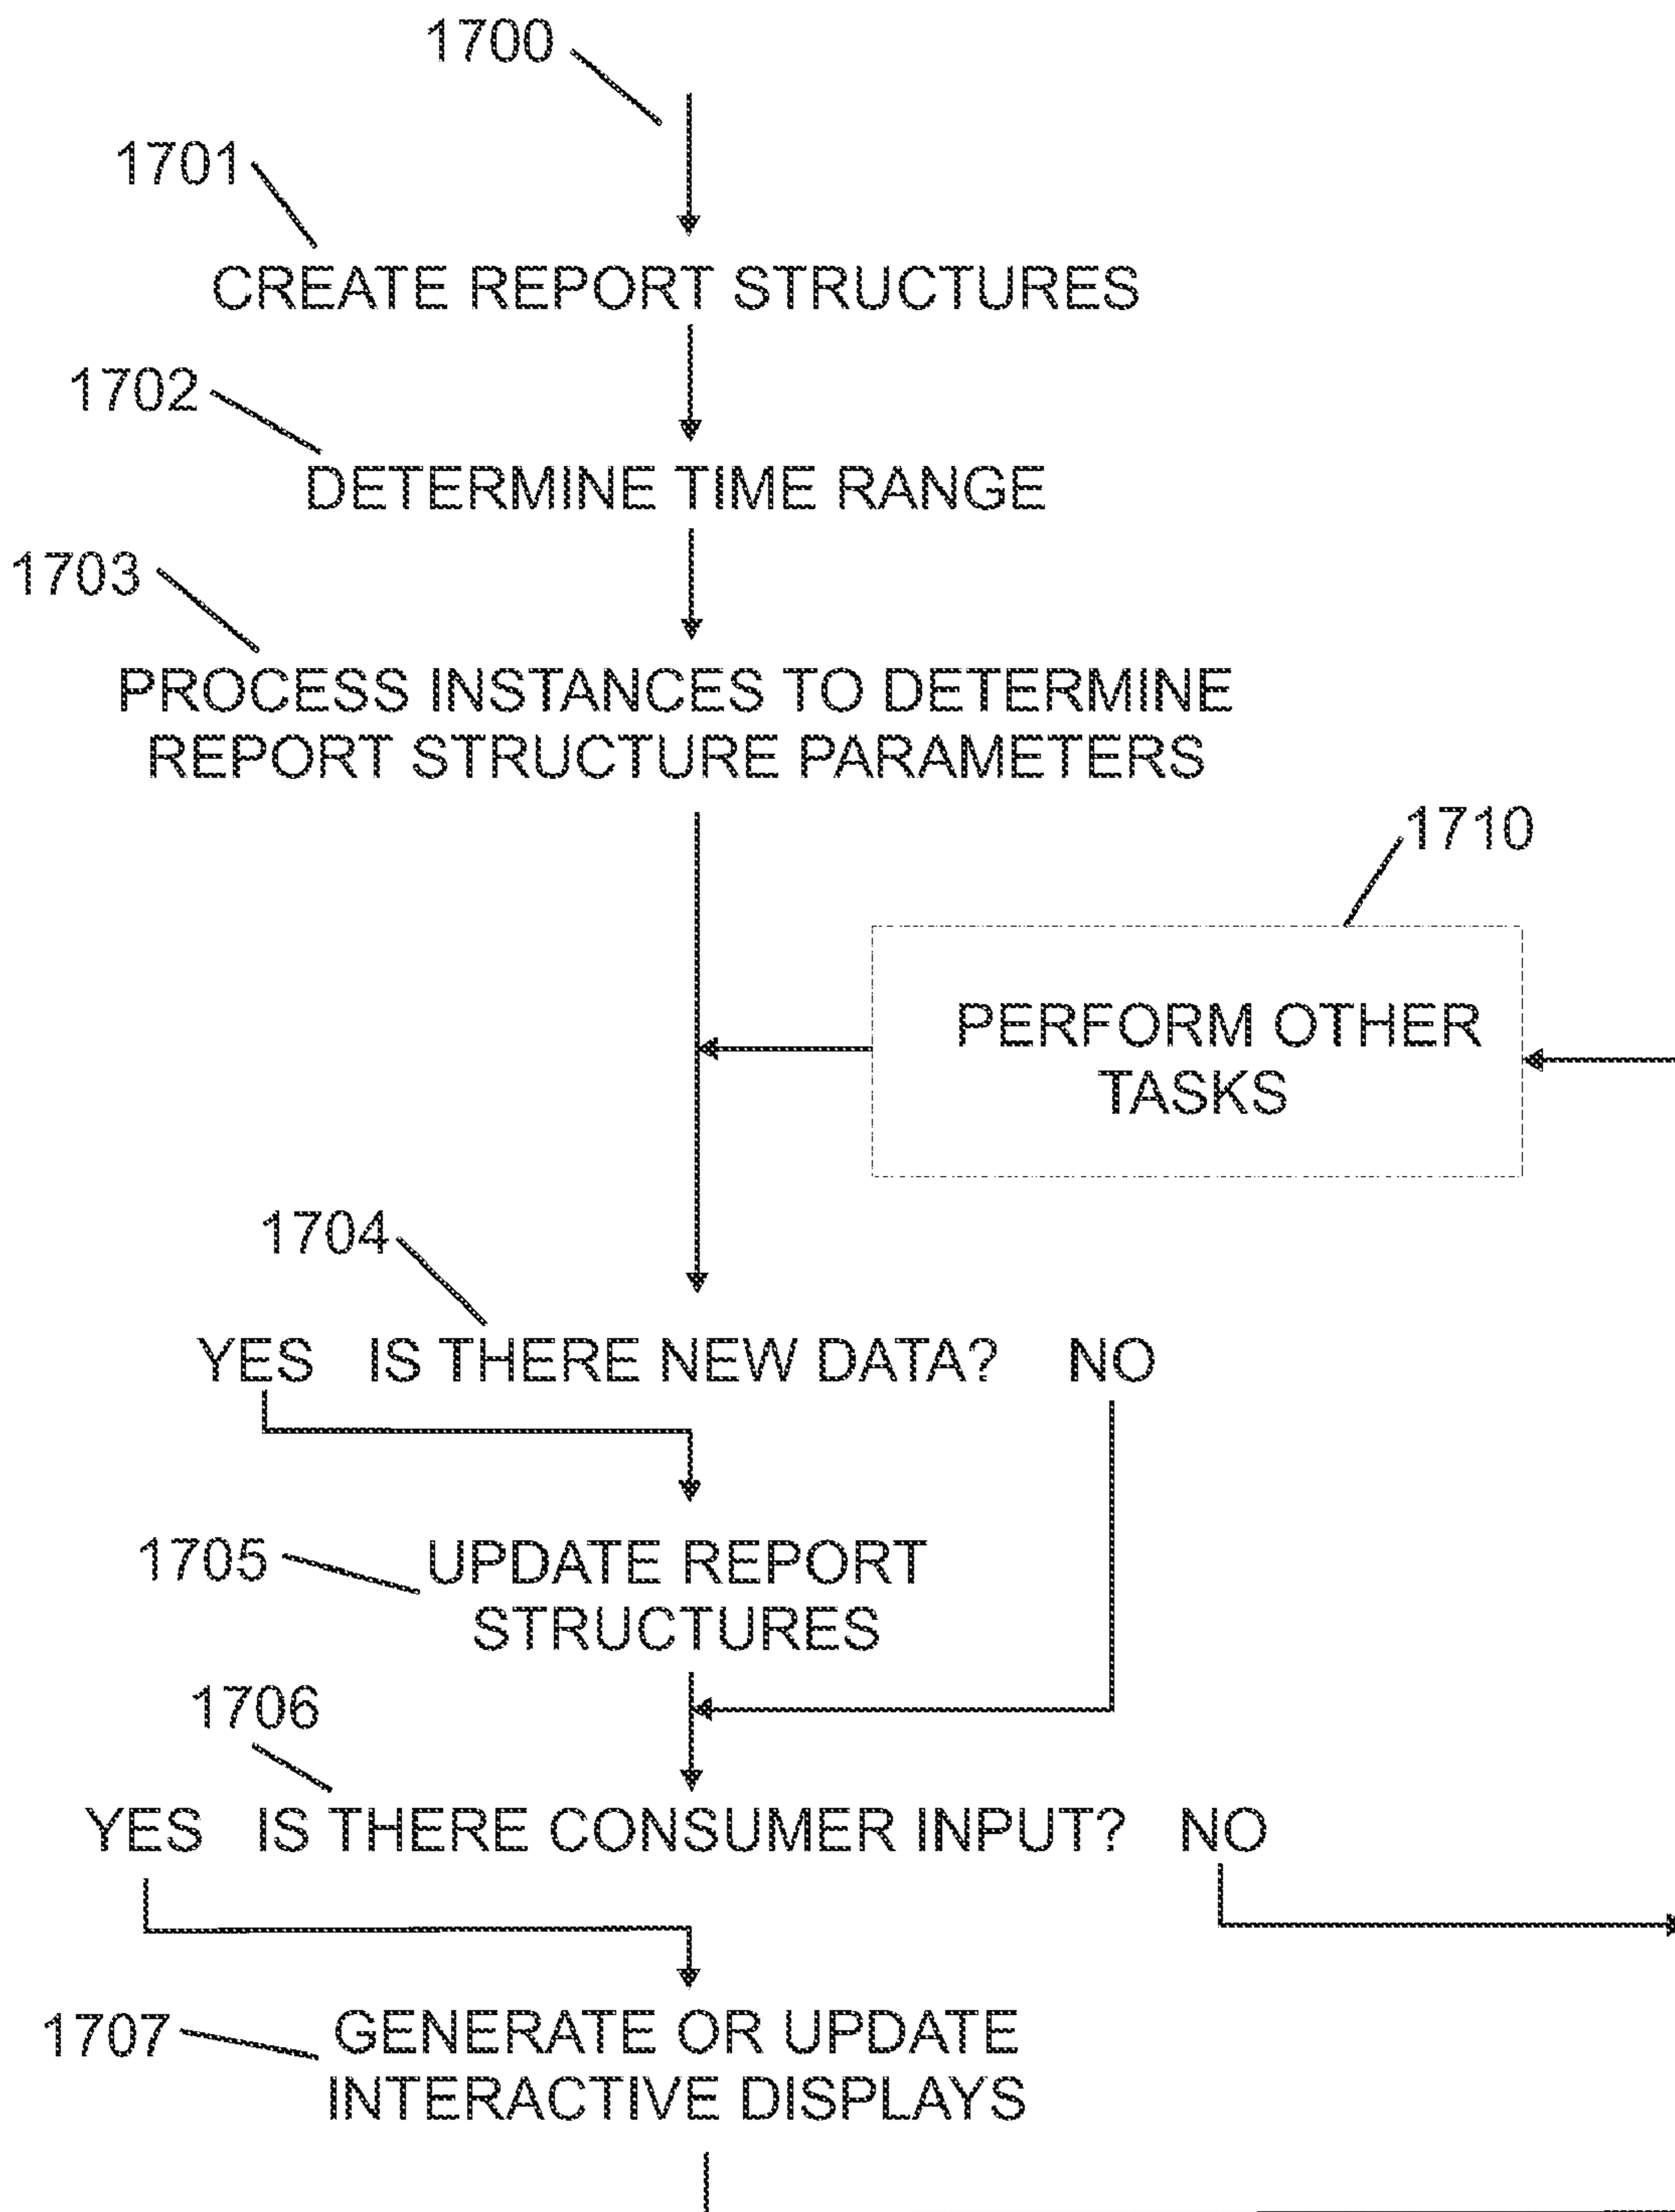 1700
1701
CREATE REPORT STRUCTURES
1702
DETERMINE TIME RANGE
1703
PROCESS INSTANCES TO DETERMINE
REPORT STRUCTURE PARAMETERS
1710
PERFORM OTHER
TASKS
1704
YES IS THERE NEW DATA? NO
1705
UPDATE REPORT
STRUCTURES
1706
YES IS THERE CONSUMER INPUT? NO
1707
GENERATE OR UPDATE
INTERACTIVE DISPLAYS